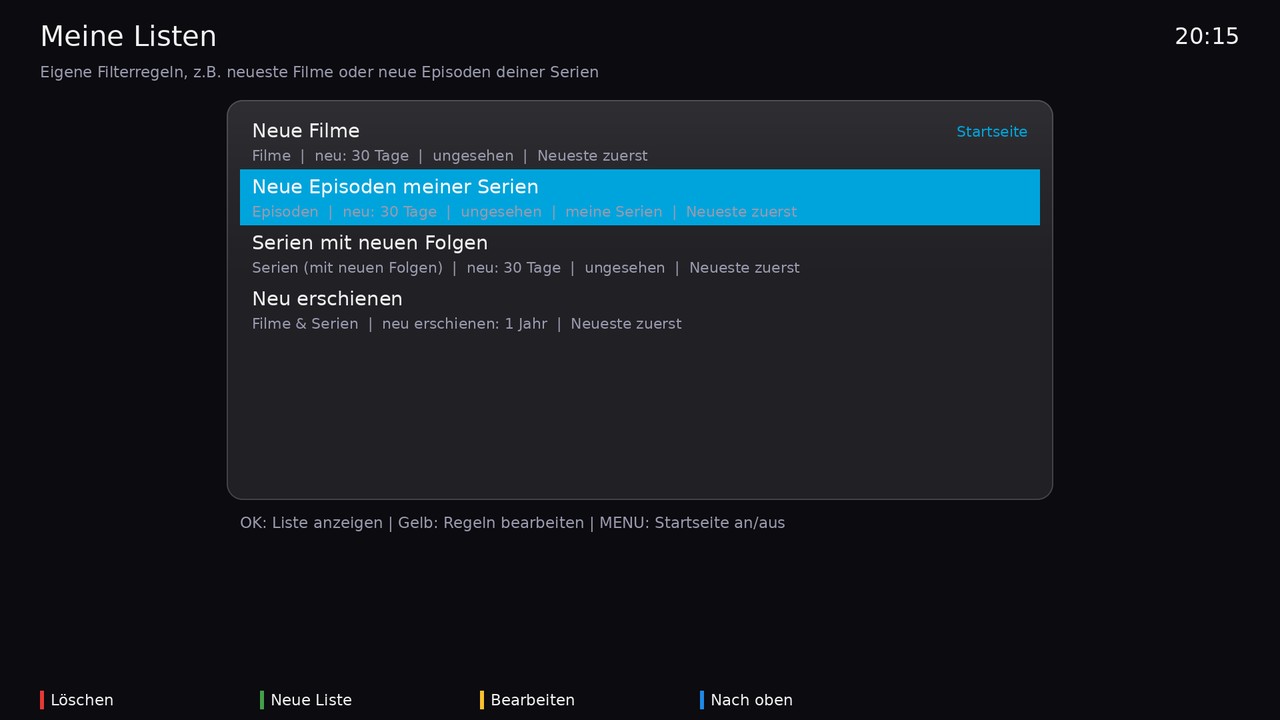 Meine Listen
20:15
Eigene Filterregeln, z.B. neueste Filme oder neue Episoden deiner Serien
Neue Filme
Startseite
Filme | neu: 30 Tage | ungesehen | Neueste zuerst
Neue Episoden meiner Serien
Episoden | neu: 30 Tage | ungesehen | meine Serien | Neueste zuerst
Serien mit neuen Folgen
Serien (mit neuen Folgen) | neu: 30 Tage | ungesehen | Neueste zuerst
Neu erschienen
Filme & Serien | neu erschienen: 1 Jahr | Neueste zuerst
OK: Liste anzeigen | Gelb: Regeln bearbeiten | MENU: Startseite an/aus
Löschen
Neue Liste
Bearbeiten
Nach oben